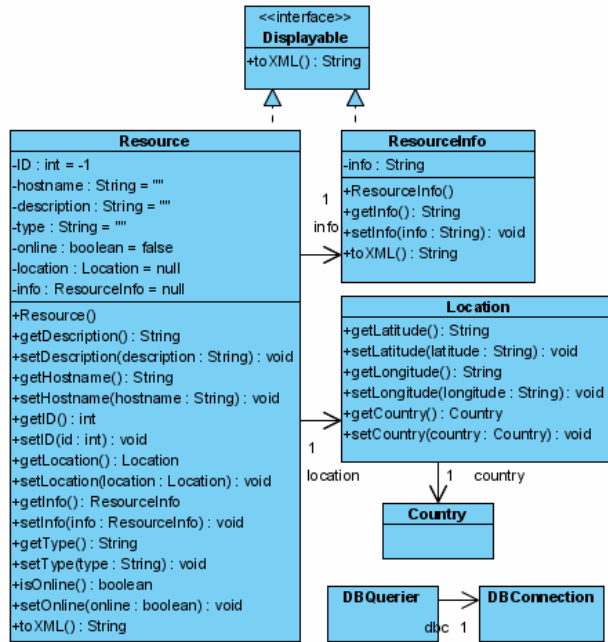 <<interface>>
Displayable
+toXML() : String
Resource
-ID : int = -1
-hostname : String = ""
-description : String = ""
-type : String = ""
-online : boolean = false
-location : Location = null
-info : ResourceInfo = null
+Resource()
+getDescription() : String
+setDescription(description : String) : void
+getHostname() : String
+setHostname(hostname : String) : void
+getID() : int
+setID(id : int) : void
+getLocation() : Location
+setLocation(location : Location) : void
+getInfo() : ResourceInfo
+setInfo(info : ResourceInfo) : void
+getType() : String
+setType(type : String) : void
+isOnline() : boolean
+setOnline(online : boolean) : void
+toXML() : String
1
info
ResourceInfo
-info : String
+ResourceInfo()
+getInfo() : String
+setInfo(info : String) : void
+toXML() : String
1
location
Location
+getLatitude() : String
+setLatitude(latitude : String) : void
+getLongitude() : String
+setLongitude(longitude : String) : void
+getCountry() : Country
+setCountry(country : Country) : void
1 country
Country
DBQuerier
dbc 1
DBConnection